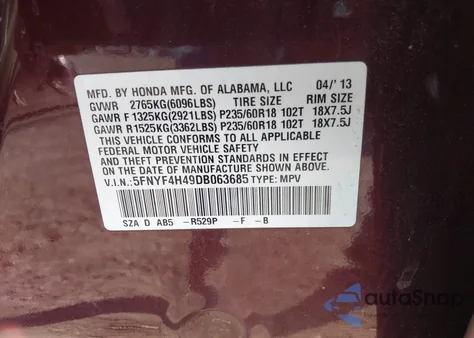 MFD. BY HONDA MFG. OF ALABAMA, LLC 04/'13
GVWR 2765KG(6096LBS) TIRE SIZE RIM SIZE
GAWR F 1325KG(2921LBS) P235/60R18 102T 18X7.5J
GAWR R 1525KG(3362LBS) P235/60R18 102T 18X7.5J
THIS VEHICLE CONFORMS TO ALL APPLICABLE
FEDERAL MOTOR VEHICLE SAFETY AND
THEFT PREVENTION STANDARDS IN EFFECT ON
THE DATE OF MANUFACTURE SHOWN ABOVE.
V.I.N.: 5FNYF4H49DB063685 TYPE: MPV
SZA D AB5 -R529P -F -B
autoSnap